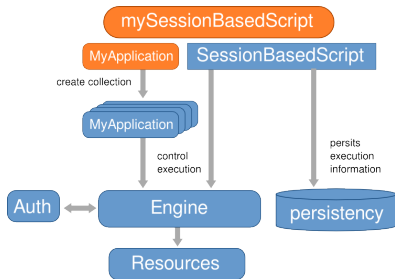 mySessionBasedScript
MyApplication
SessionBasedScript
create collection
MyApplication
control
execution
persits
execution
information
Auth
Engine
persistency
Resources